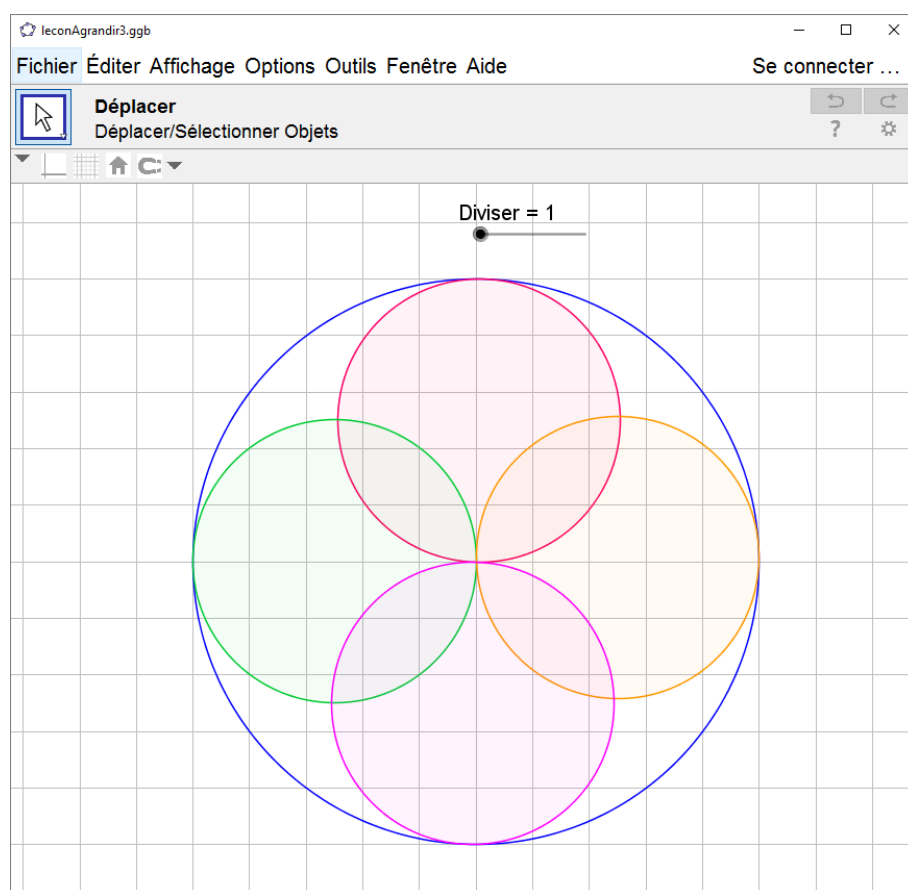 leconAgrandir3.ggb
Fichier Éditer Affichage Options Outils Fenêtre Aide Se connecter ...
Déplacer
Déplacer/Sélectionner Objets
?
Diviser = 1